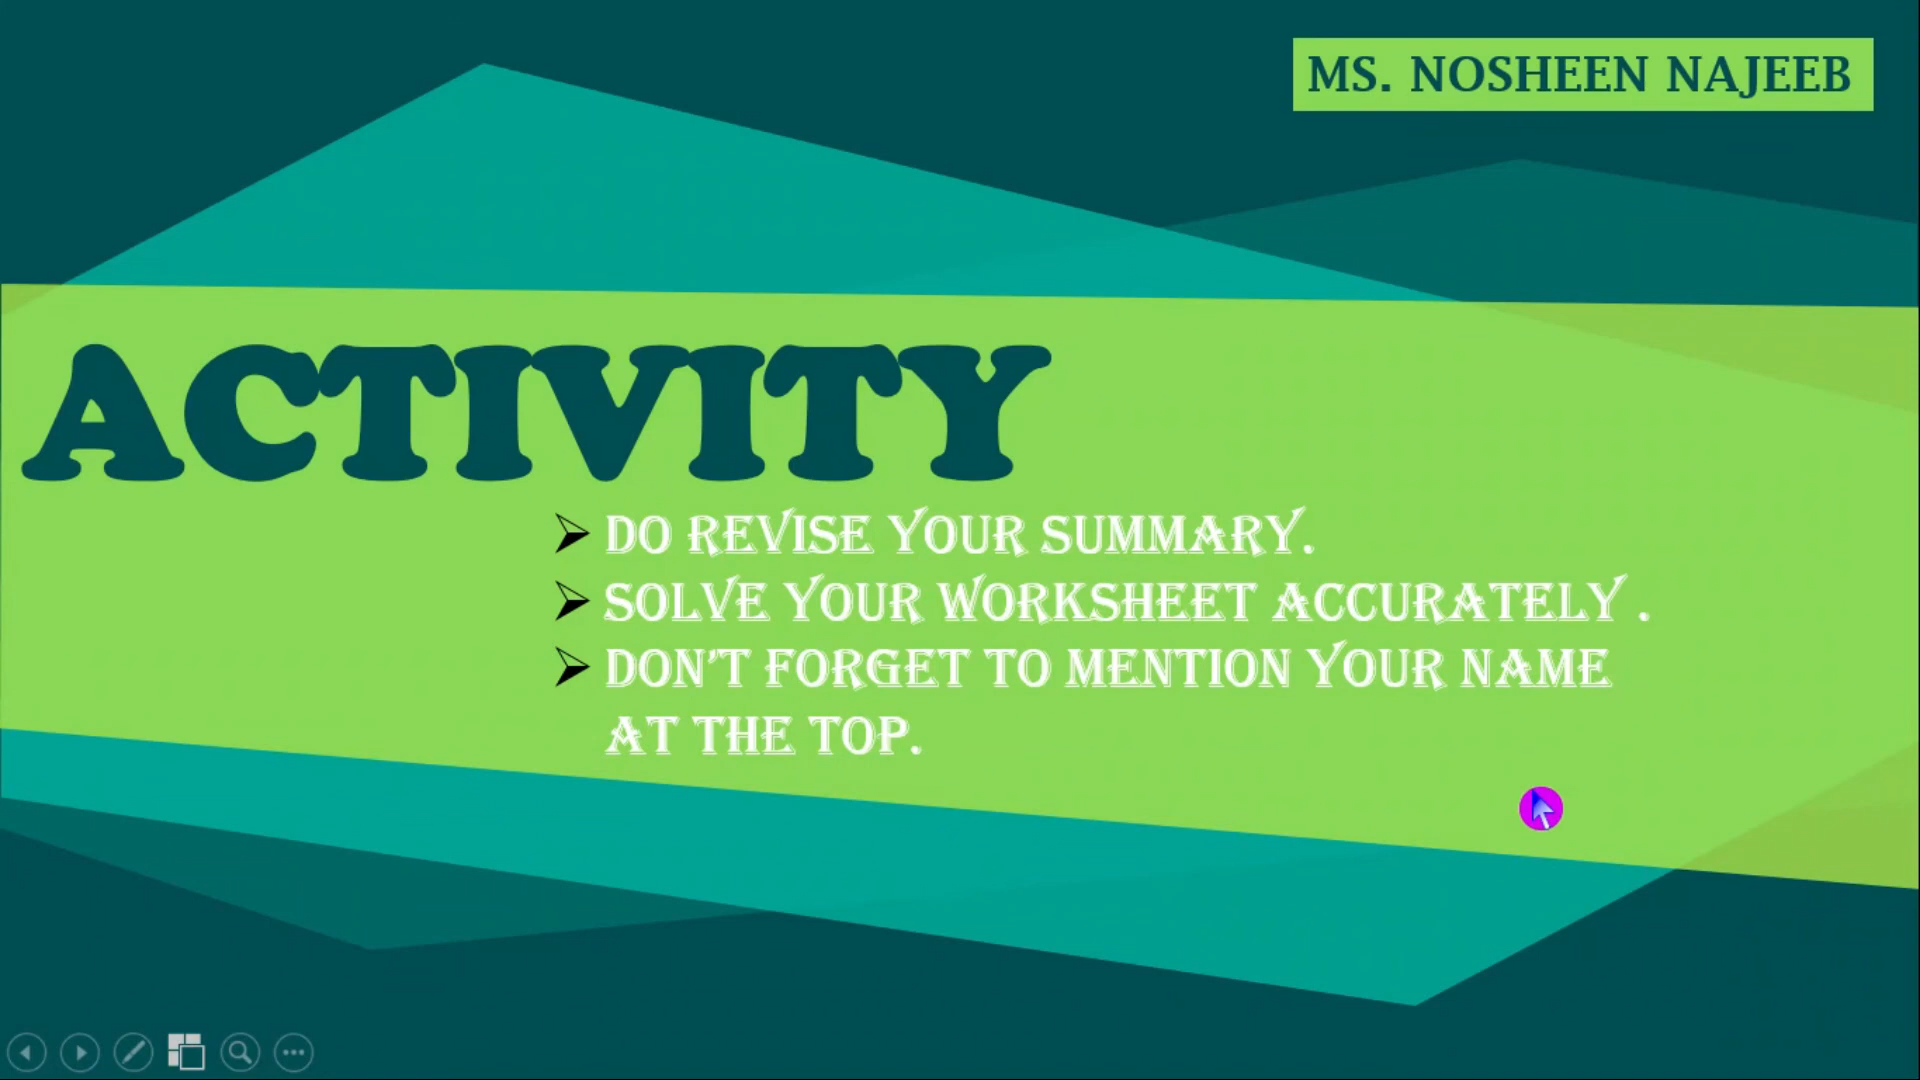 MS. NOSHEEN NAJEEB
ACTIVITY
DO REVISE YOUR SUMMARY.
SOLVE YOUR WORKSHEET ACCURATELY .
DON'T FORGET TO MENTION YOUR NAME
AT THE TOP.